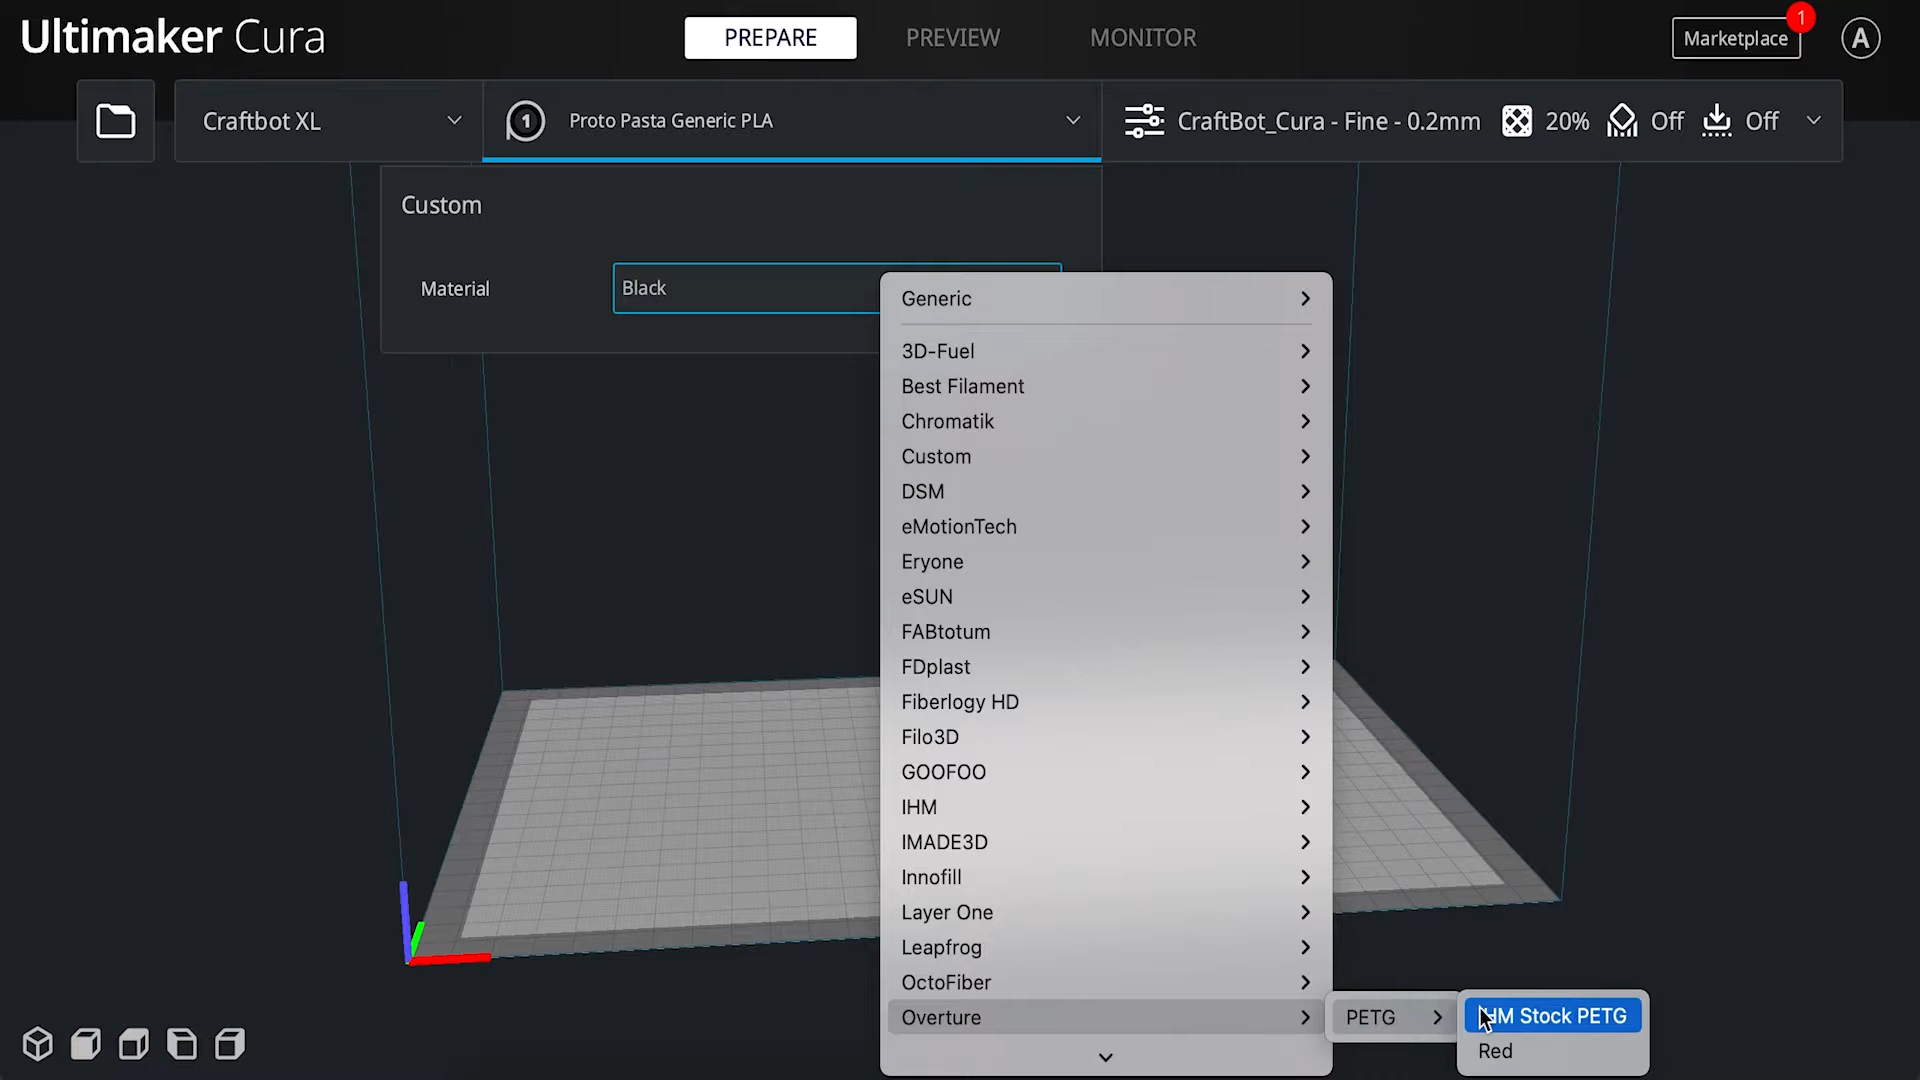 Ultimaker Cura
PREPARE
PREVIEW
MONITOR
Marketplace
1
A
Craftbot XL
1
Proto Pasta Generic PLA
CraftBot_Cura - Fine - 0.2mm
20%
Off
Off
Custom
Material
Black
Generic
3D-Fuel
Best Filament
Chromatik
Custom
DSM
eMotionTech
Eryone
eSUN
FABtotum
FDplast
Fiberlogy HD
Filo3D
GOOFOO
IHM
IMADE3D
Innofill
Layer One
Leapfrog
OctoFiber
Overture
PETG
Stock PETG
Red